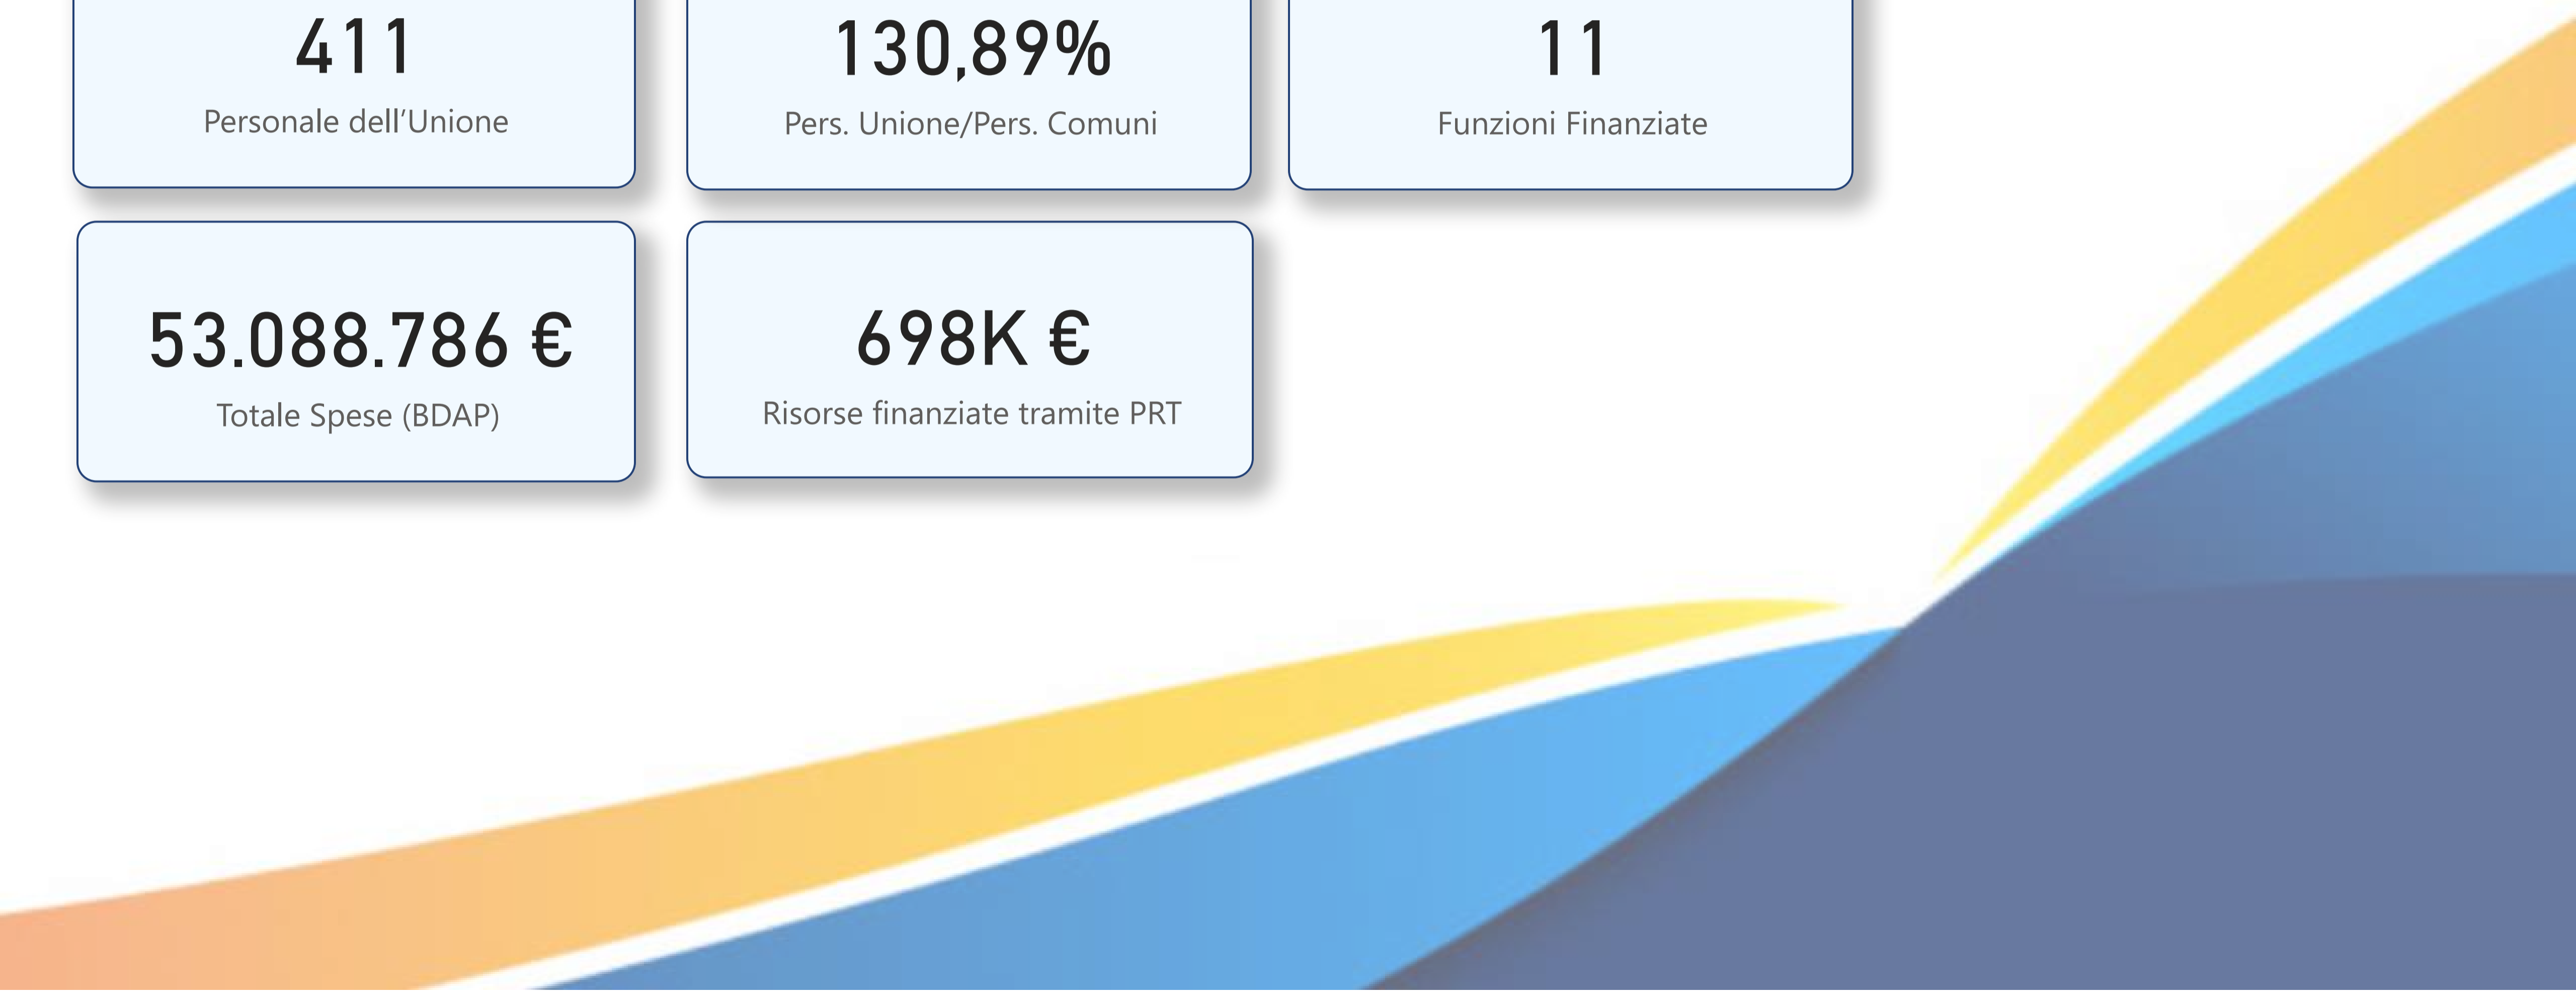 411
Personale dell'Unione
130,89%
Pers. Unione/Pers. Comuni
11
Funzioni Finanziate
53.088.786 €
Totale Spese (BDAP)
698K €
Risorse finanziate tramite PRT